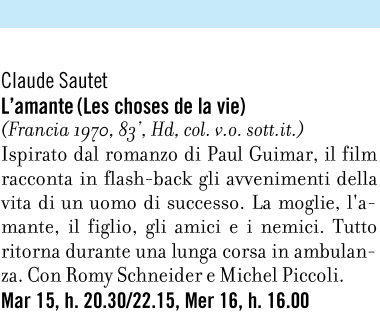 Claude Sautet
L'amante (Les choses de la vie)
(Francia 1970, 83', Hd, col. v.o. sott.it.)
Ispirato dal romanzo di Paul Guimar, il film
racconta in flash-back gli avvenimenti della
vita di un uomo di successo. La moglie, l'a-
mante, il figlio, gli amici e i nemici. Tutto
ritorna durante una lunga corsa in ambulan-
za. Con Romy Schneider e Michel Piccoli.
Mar 15, h. 20.30/22.15, Mer 16, h. 16.00